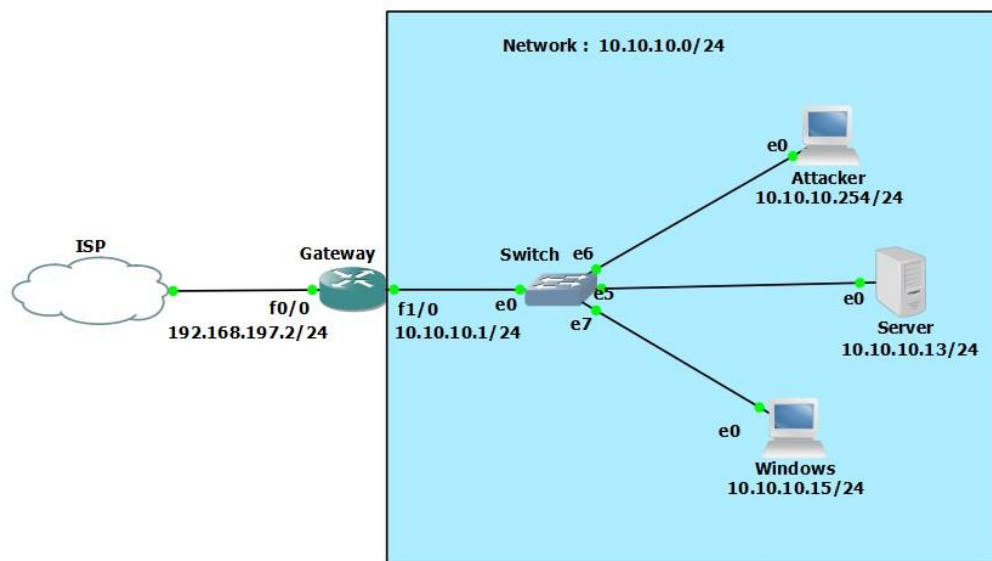 Network : 10.10.10.0/24
e0
Attacker
10.10.10.254/24
ISP
Gateway
Switch
e6
f0/0
f1/0
e0
e5
e0
Server
192.168.197.2/24
10.10.10.1/24
e7
10.10.10.13/24
e0
Windows
10.10.10.15/24